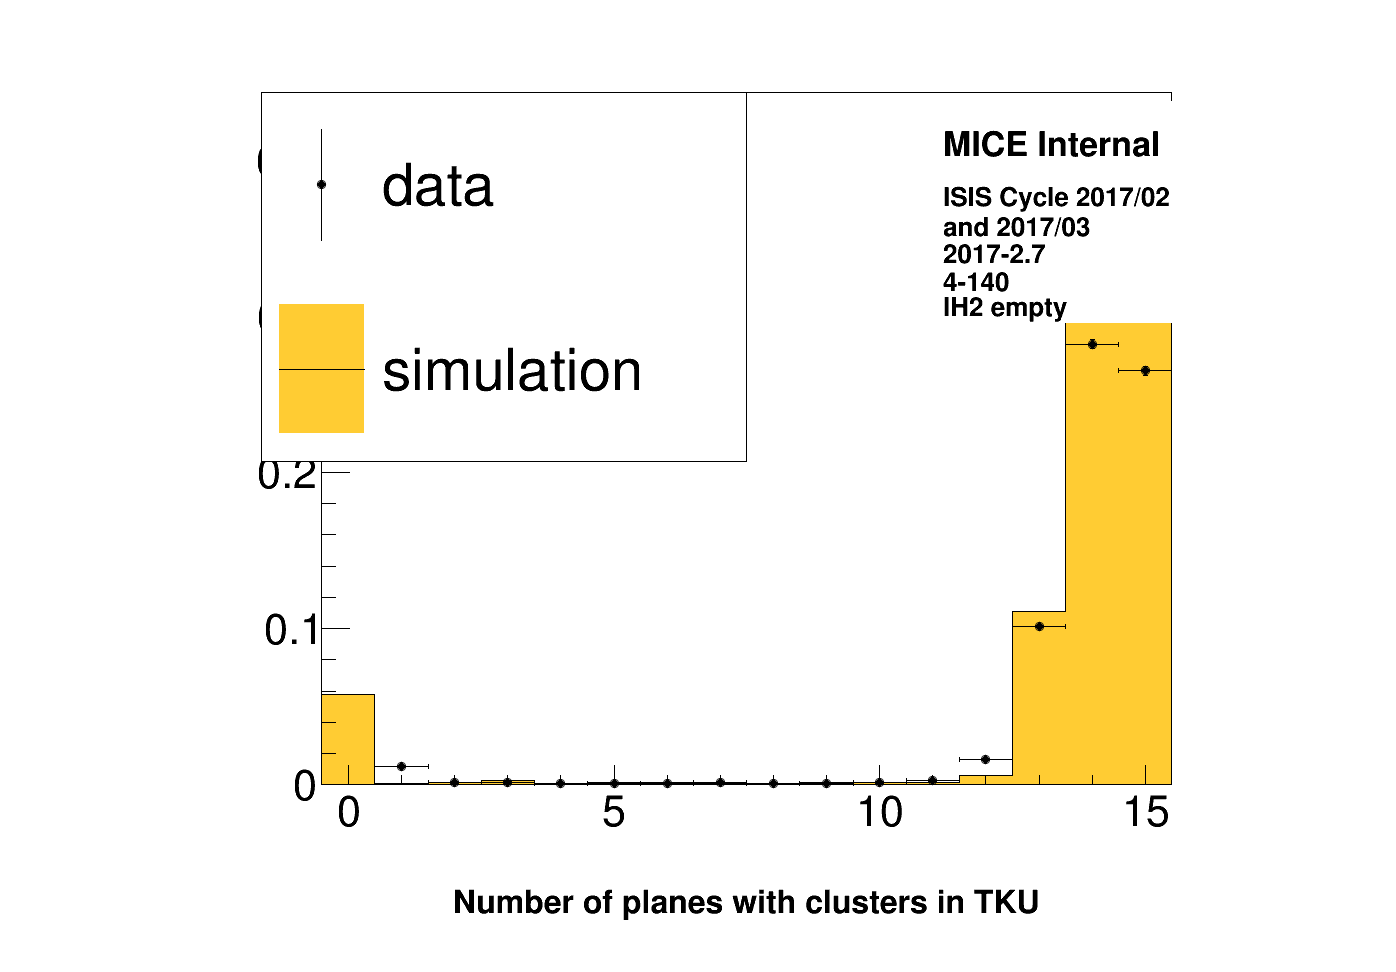 data
simulation
MICE Internal
ISIS Cycle 2017/02
and 2017/03
2017-2.7
4-140
lH2 empty
0.2
0.1
0
0 5 10 15
Number of planes with clusters in TKU